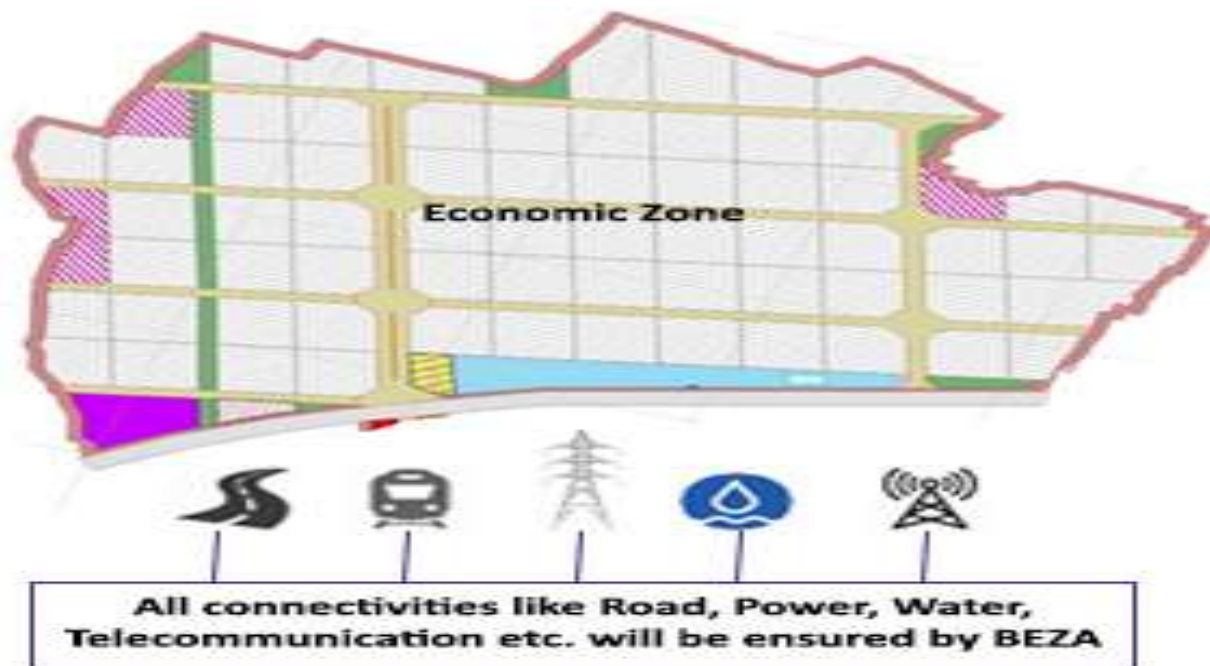 Economic Zone
All connectivities like Road, Power, Water,
Telecommunication etc. will be ensured by BEZA